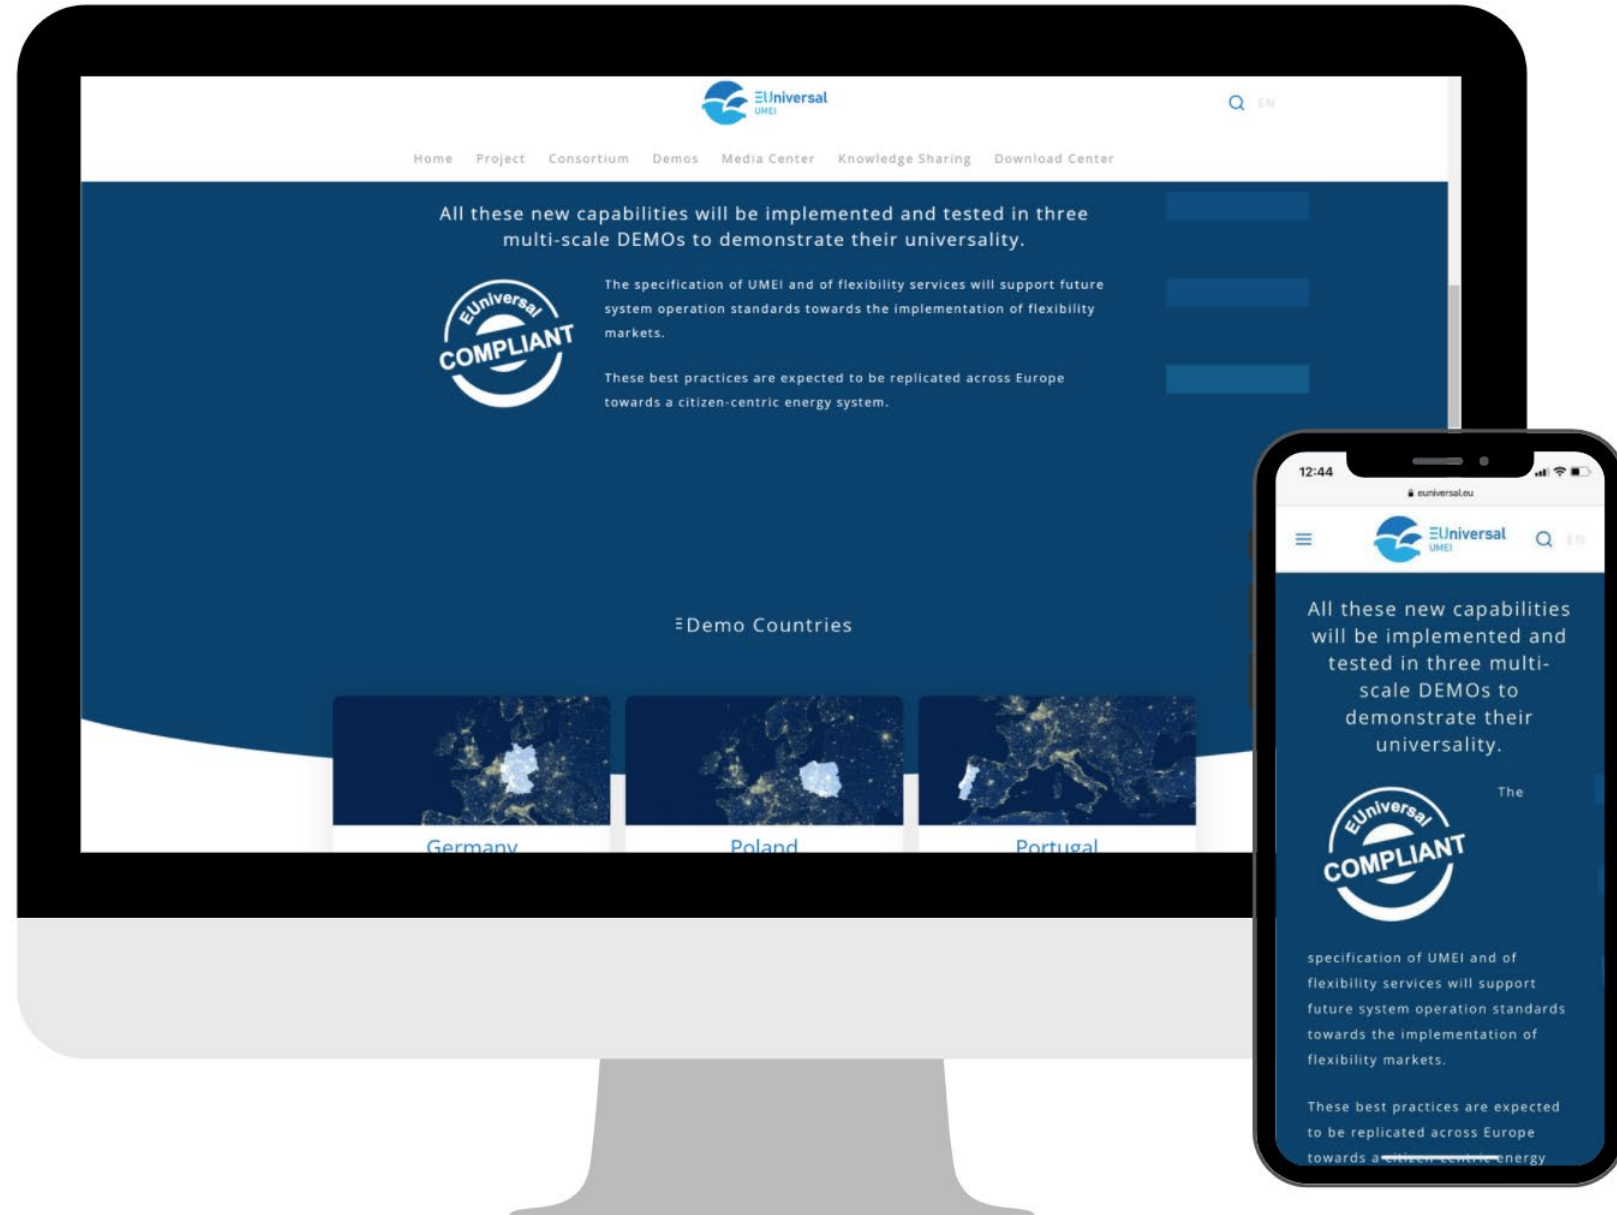 EUniversal
UMEI
EN
Home Project Consortium Demos Media Center Knowledge Sharing Download Center
All these new capabilities will be implemented and tested in three
multi-scale DEMOs to demonstrate their universality.
EUniversal
COMPLIANT
The specification of UMEI and of flexibility services will support future
system operation standards towards the implementation of flexibility
markets.
These best practices are expected to be replicated across Europe
towards a citizen-centric energy system.
Demo Countries
Germany
Poland
Portugal
12:44
euniversal.eu
EUniversal
UMEI
EN
All these new capabilities
will be implemented and
tested in three multi-
scale DEMOs to
demonstrate their
universality.
The
EUniversal
COMPLIANT
specification of UMEI and of
flexibility services will support
future system operation standards
towards the implementation of
flexibility markets.
These best practices are expected
to be replicated across Europe
towards a citizen-centric energy